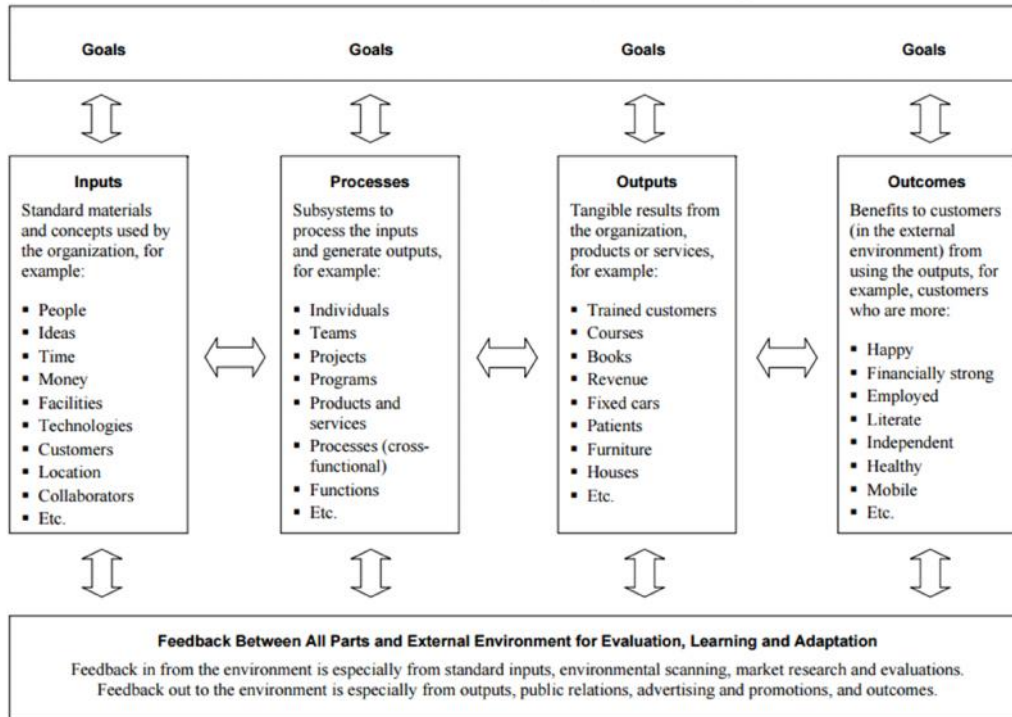 Goals Goals Goals Goals
Inputs
Standard materials
and concepts used by
the organization, for
example:
▪ People
▪ Ideas
▪ Time
▪ Money
▪ Facilities
▪ Technologies
▪ Customers
▪ Location
▪ Collaborators
▪ Etc.
Processes
Subsystems to
process the inputs
and generate outputs,
for example:
▪ Individuals
▪ Teams
▪ Projects
▪ Programs
▪ Products and
services
▪ Processes (cross-
functional)
▪ Functions
▪ Etc.
Outputs
Tangible results from
the organization,
products or services,
for example:
▪ Trained customers
▪ Courses
▪ Books
▪ Revenue
▪ Fixed cars
▪ Patients
▪ Furniture
▪ Houses
▪ Etc.
Outcomes
Benefits to customers
(in the external
environment) from
using the outputs, for
example, customers
who are more:
▪ Happy
▪ Financially strong
▪ Employed
▪ Literate
▪ Independent
▪ Healthy
▪ Mobile
▪ Etc.
Feedback Between All Parts and External Environment for Evaluation, Learning and Adaptation
Feedback in from the environment is especially from standard inputs, environmental scanning, market research and evaluations.
Feedback out to the environment is especially from outputs, public relations, advertising and promotions, and outcomes.